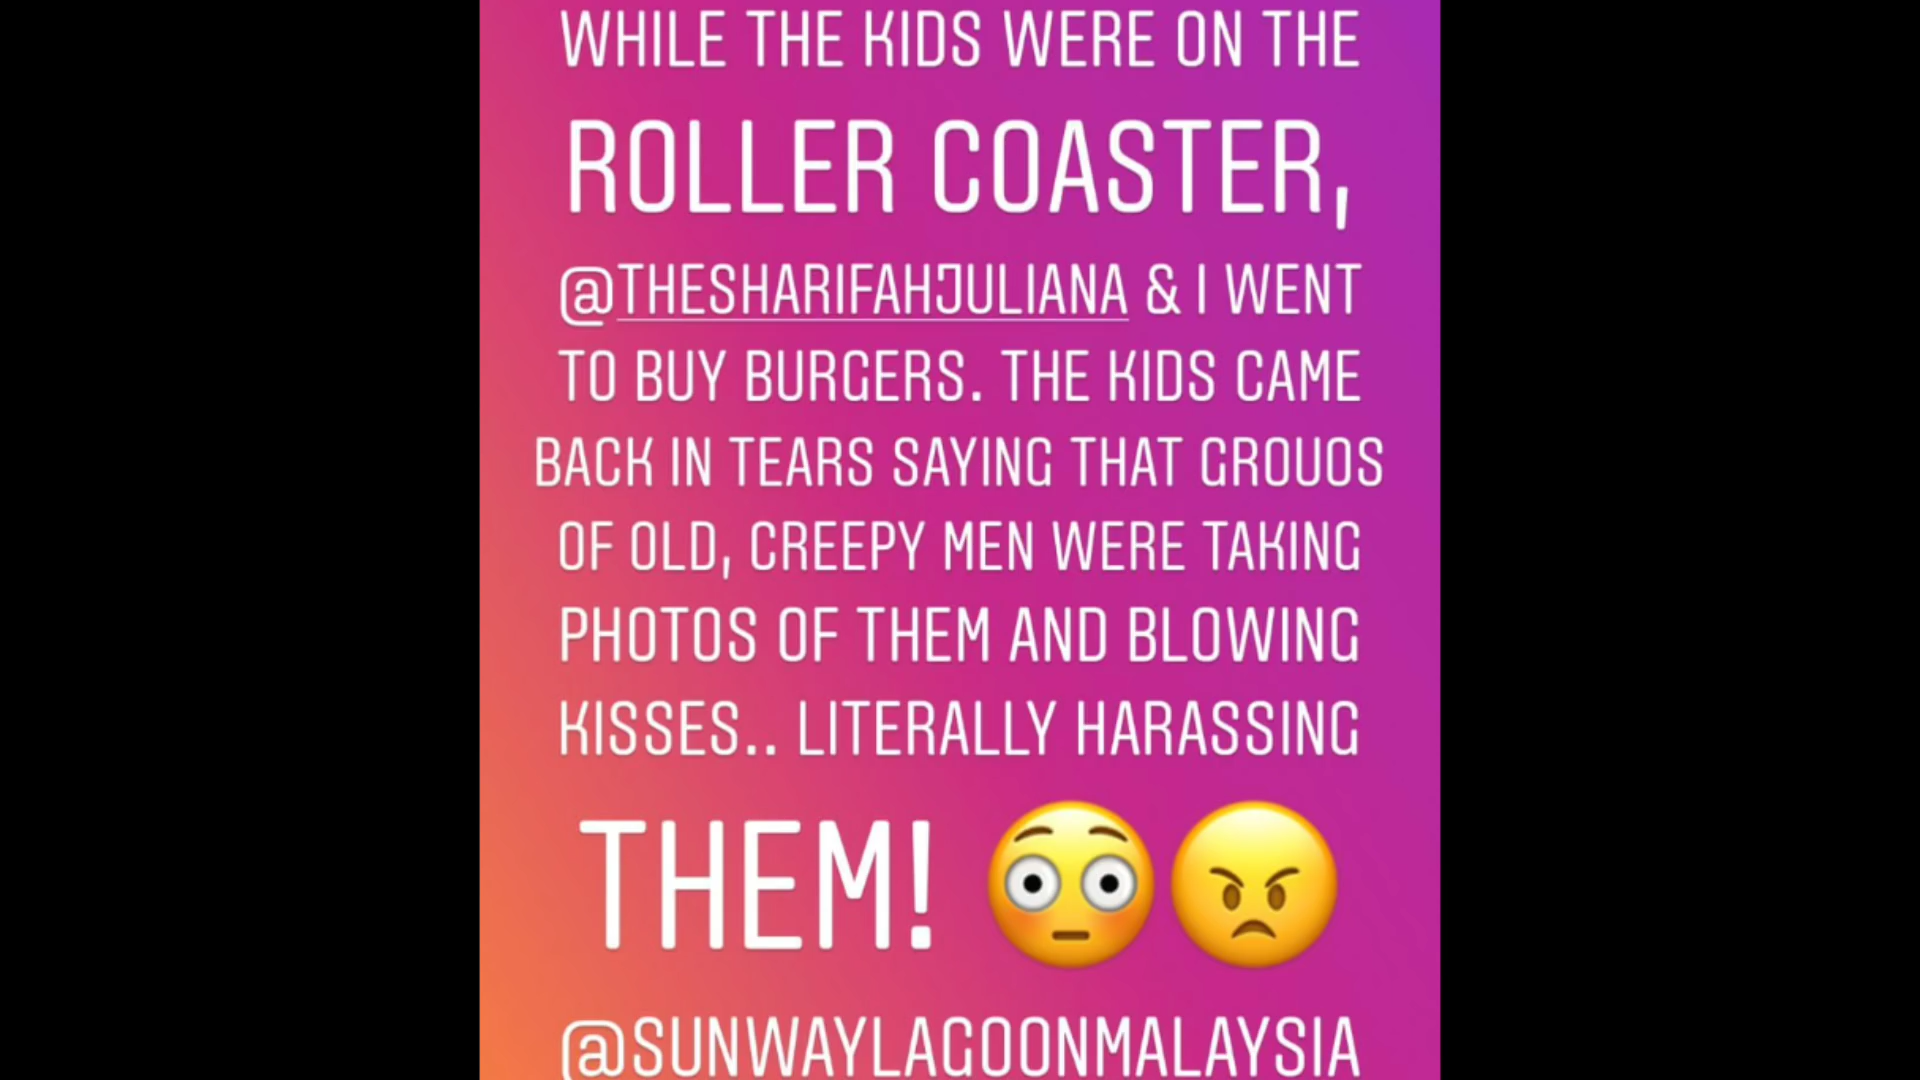 WHILE THE KIDS WERE ON THE
ROLLER COASTER,
@THESHARIFAHJULIANA & I WENT
TO BUY BURGERS. THE KIDS CAME
BACK IN TEARS SAYING THAT GROUOS
OF OLD, CREEPY MEN WERE TAKING
PHOTOS OF THEM AND BLOWING
KISSES.. LITERALLY HARASSING
THEM! 😳😠
@SUNWAYLAGOONMALAYSIA